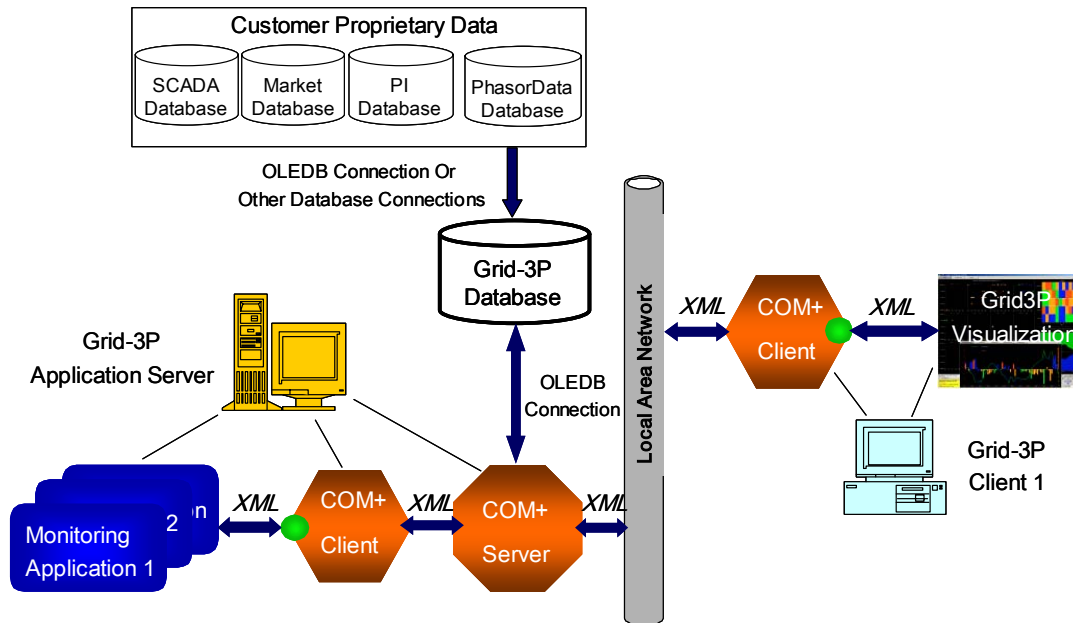 Customer Proprietary Data
SCADA
Database
Market
Database
PI
Database
PhasorData
Database
OLEDB Connection Or
Other Database Connections
Grid-3P
Database
Grid-3P
Application Server
OLEDB
Connection
Local Area Network
XML
COM+
Client
XML
Grid3P
Visualization
Grid-3P
Client 1
Monitoring
Application 1
2
on
XML
COM+
Client
XML
COM+
Server
XML